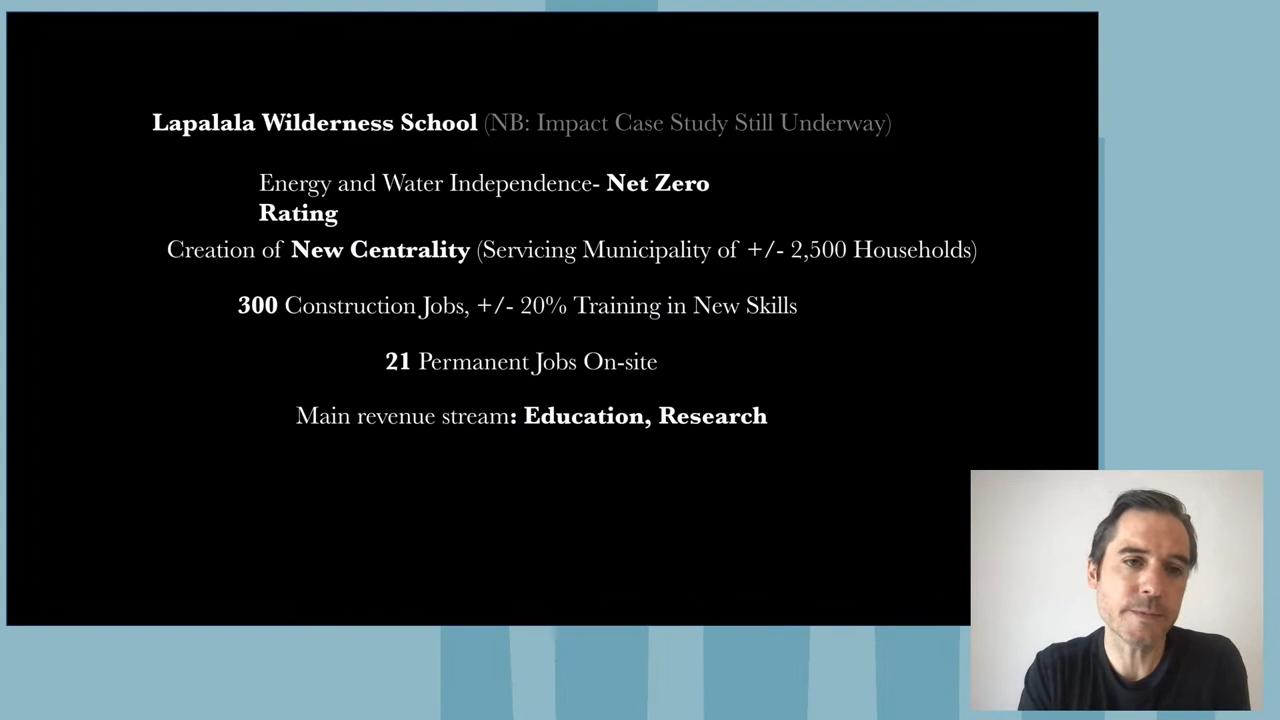 Lapalala Wilderness School (NB: Impact Case Study Still Underway)
Energy and Water Independence- Net Zero
Rating
Creation of New Centrality (Servicing Municipality of +/- 2,500 Households)
300 Construction Jobs, +/- 20% Training in New Skills
21 Permanent Jobs On-site
Main revenue stream: Education, Research